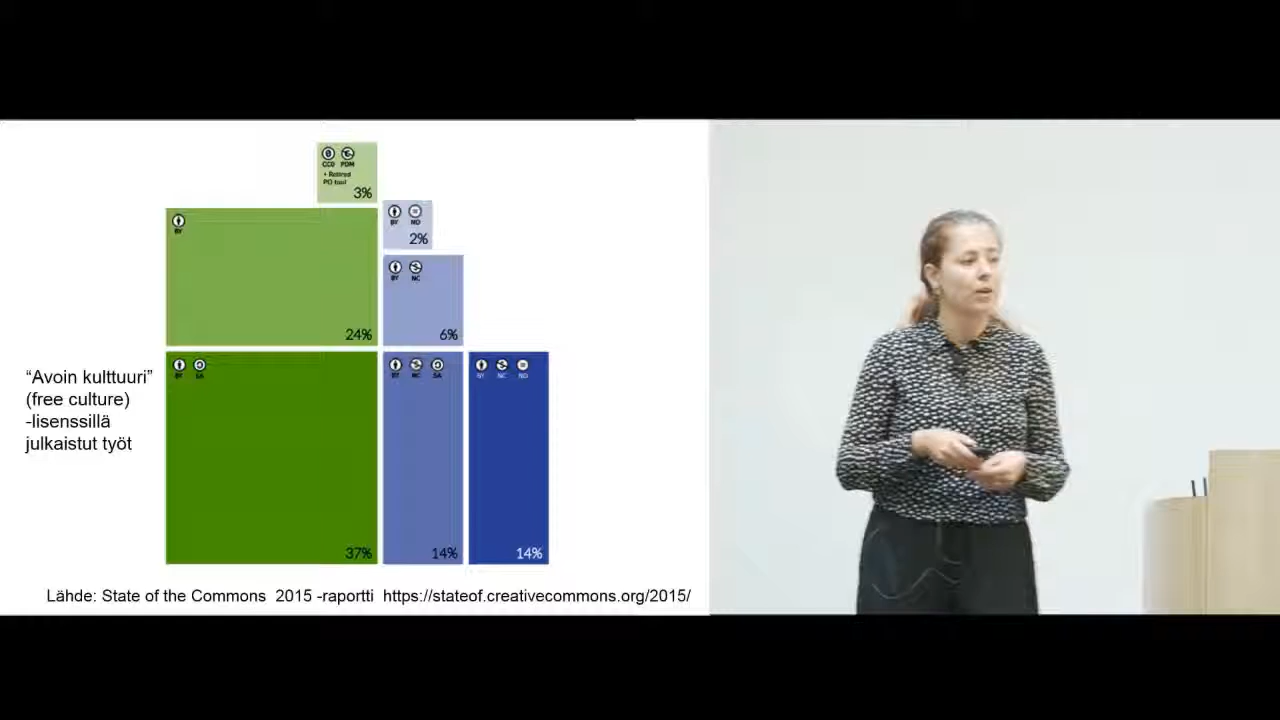 CC0 PDM
+ Retired
PD tool
3%
BY ND
2%
BY
24%
BY NC
6%
“Avoin kulttuuri”
(free culture)
-lisenssillä
julkaistut työt
BY SA
37%
BY NC SA
14%
BY NC ND
14%
Lähde: State of the Commons 2015 -raportti https://stateof.creativecommons.org/2015/